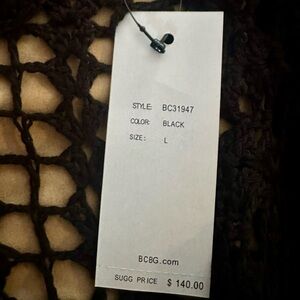 STYLE: BC31947
COLOR: BLACK
SIZE: L
BCBG.com
SUGG PRICE $ 140.00